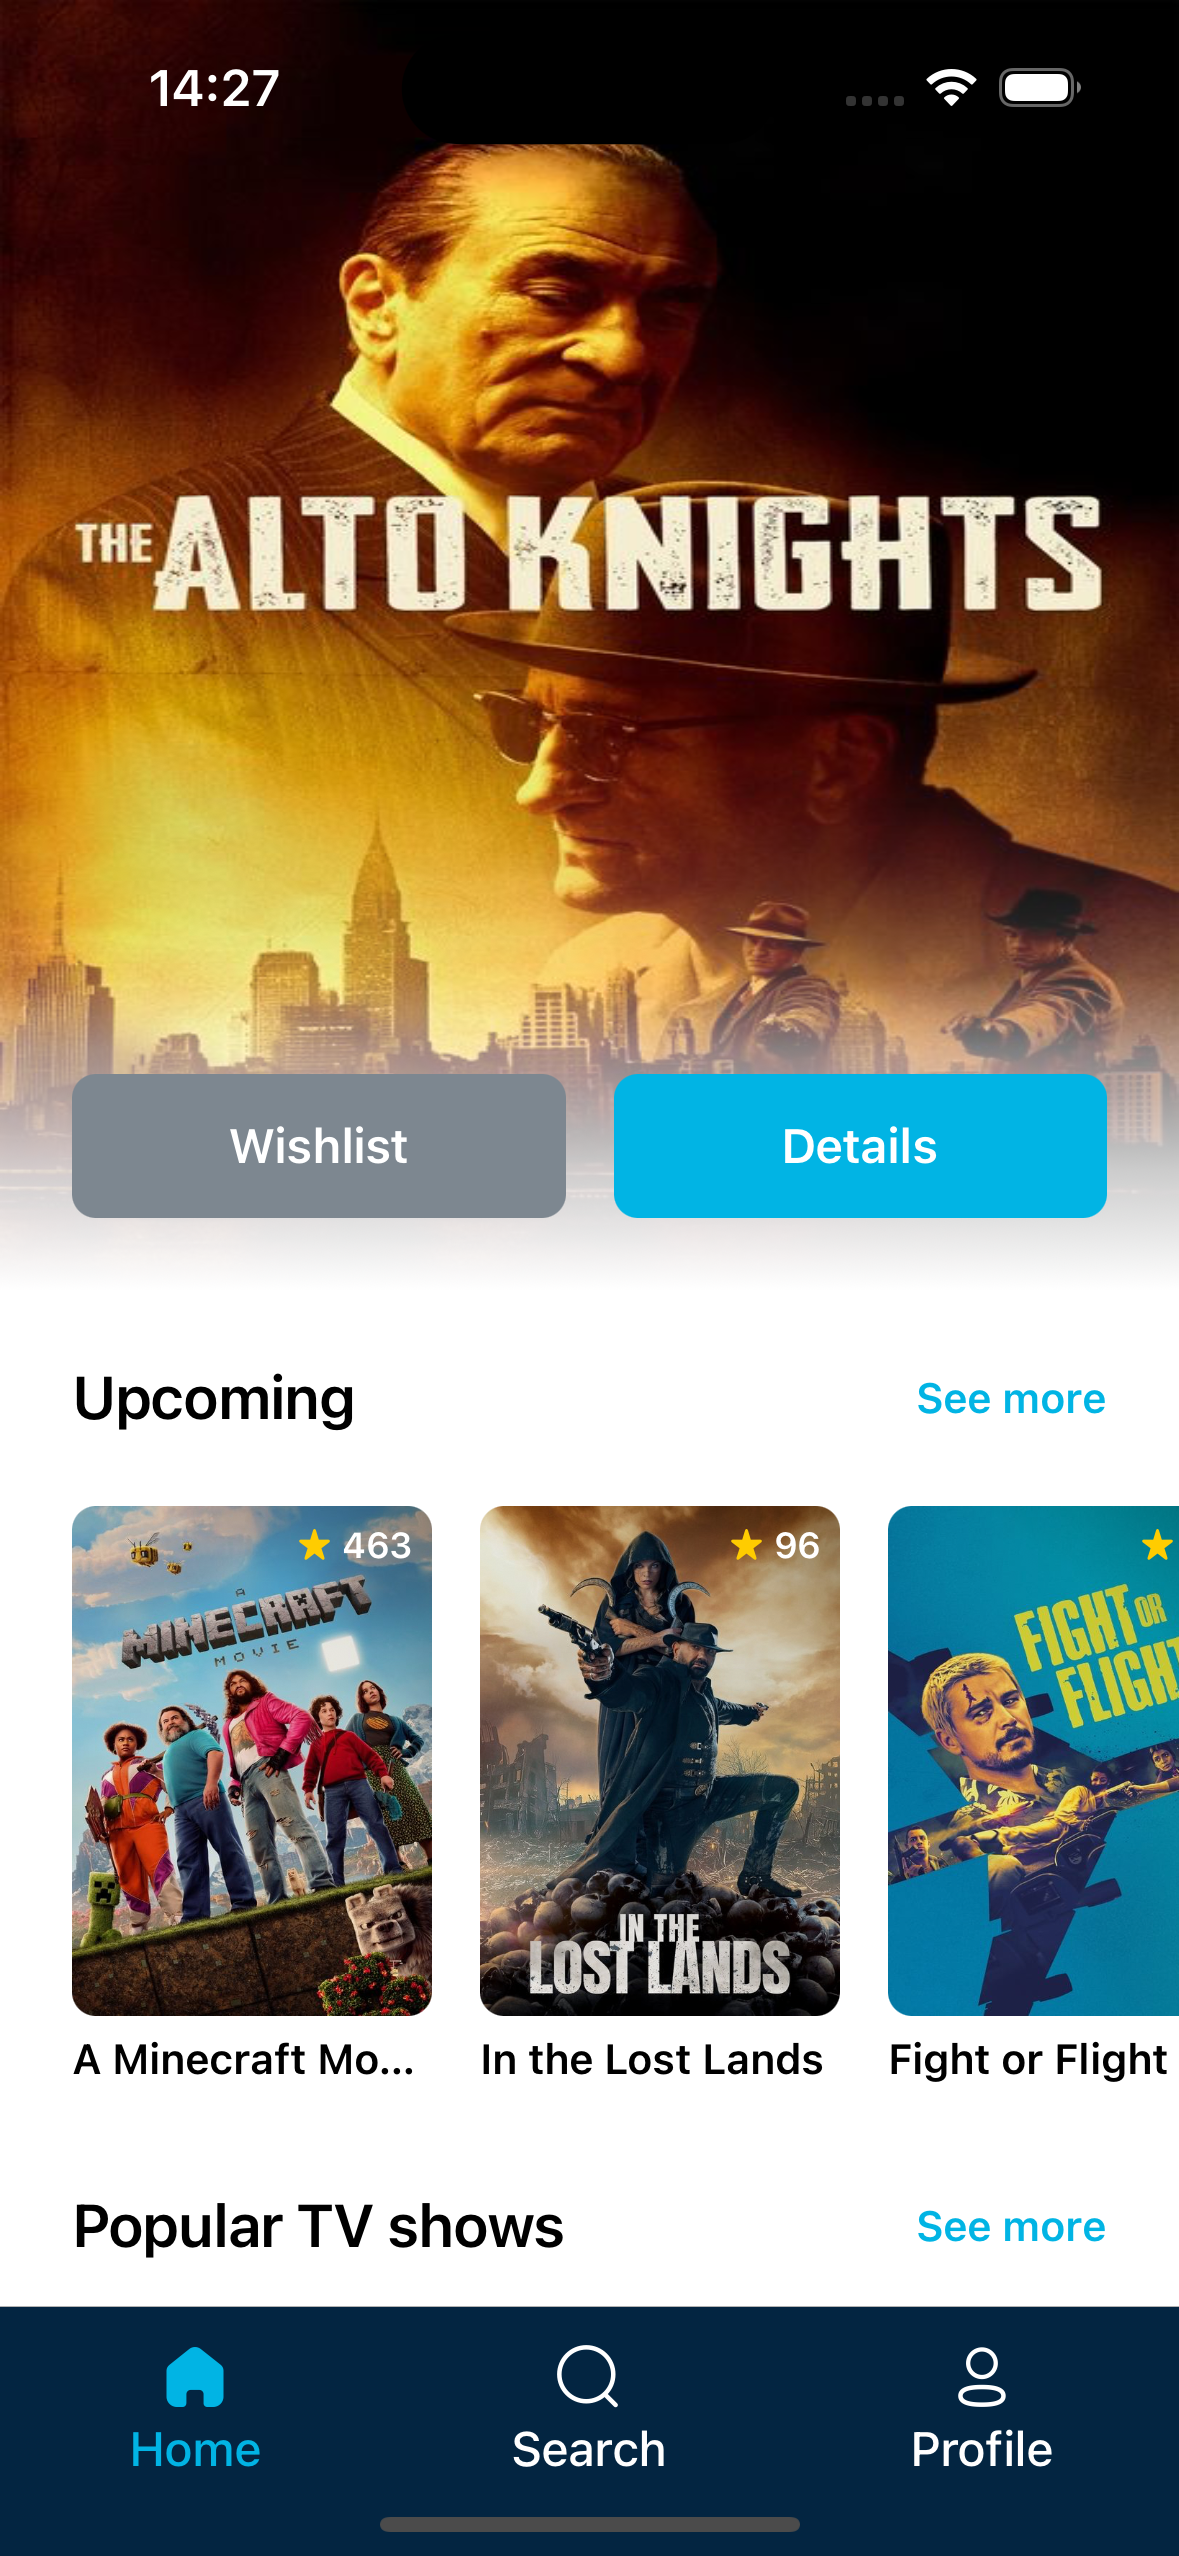 14:27
THE ALTO KNIGHTS
Wishlist
Details
Upcoming
See more
463
96
A
MINECRAFT
MOVIE
IN THE
LOST LANDS
FIGHT OR
FLIGHT
A Minecraft Mo...
In the Lost Lands
Fight or Flight
Popular TV shows
See more
Home
Search
Profile